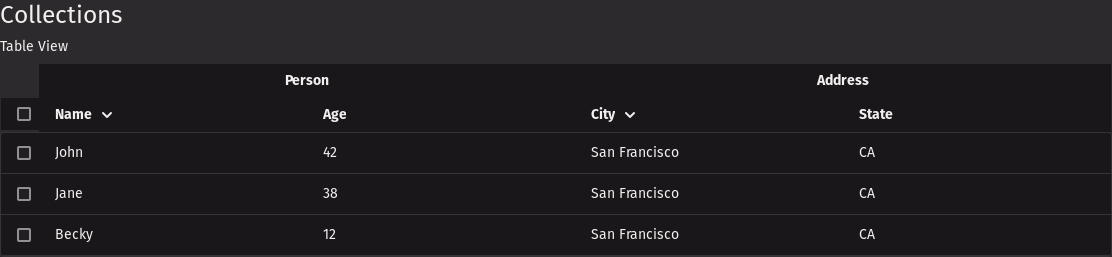 Collections
Table View
Person Address
Name Age City State
John 42 San Francisco CA
Jane 38 San Francisco CA
Becky 12 San Francisco CA